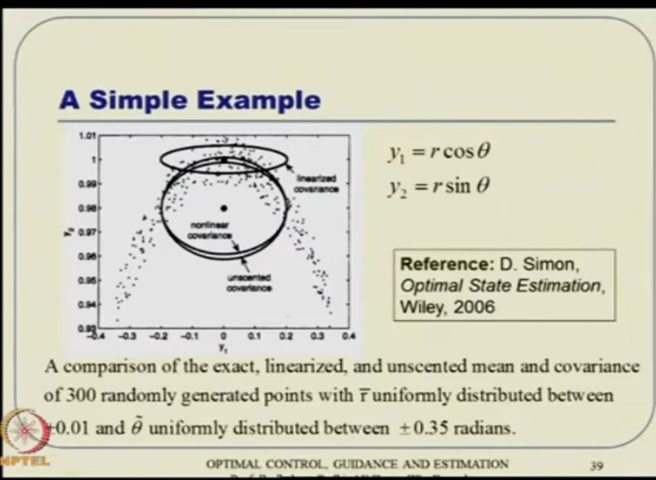 A Simple Example
1.01
1
0.99
0.98
0.97
0.96
0.95
0.94
0.93
-0.4 -0.3 -0.2 -0.1 0 0.1 0.2 0.3 0.4
y₂
y₁
linearized
covariance
nonlinear
covariance
unscented
covariance
y₁ = r cos θ
y₂ = r sin θ
Reference: D. Simon,
Optimal State Estimation,
Wiley, 2006
A comparison of the exact, linearized, and unscented mean and covariance
of 300 randomly generated points with r̃ uniformly distributed between
±0.01 and θ̃ uniformly distributed between ±0.35 radians.
NPTEL
OPTIMAL CONTROL, GUIDANCE AND ESTIMATION
39